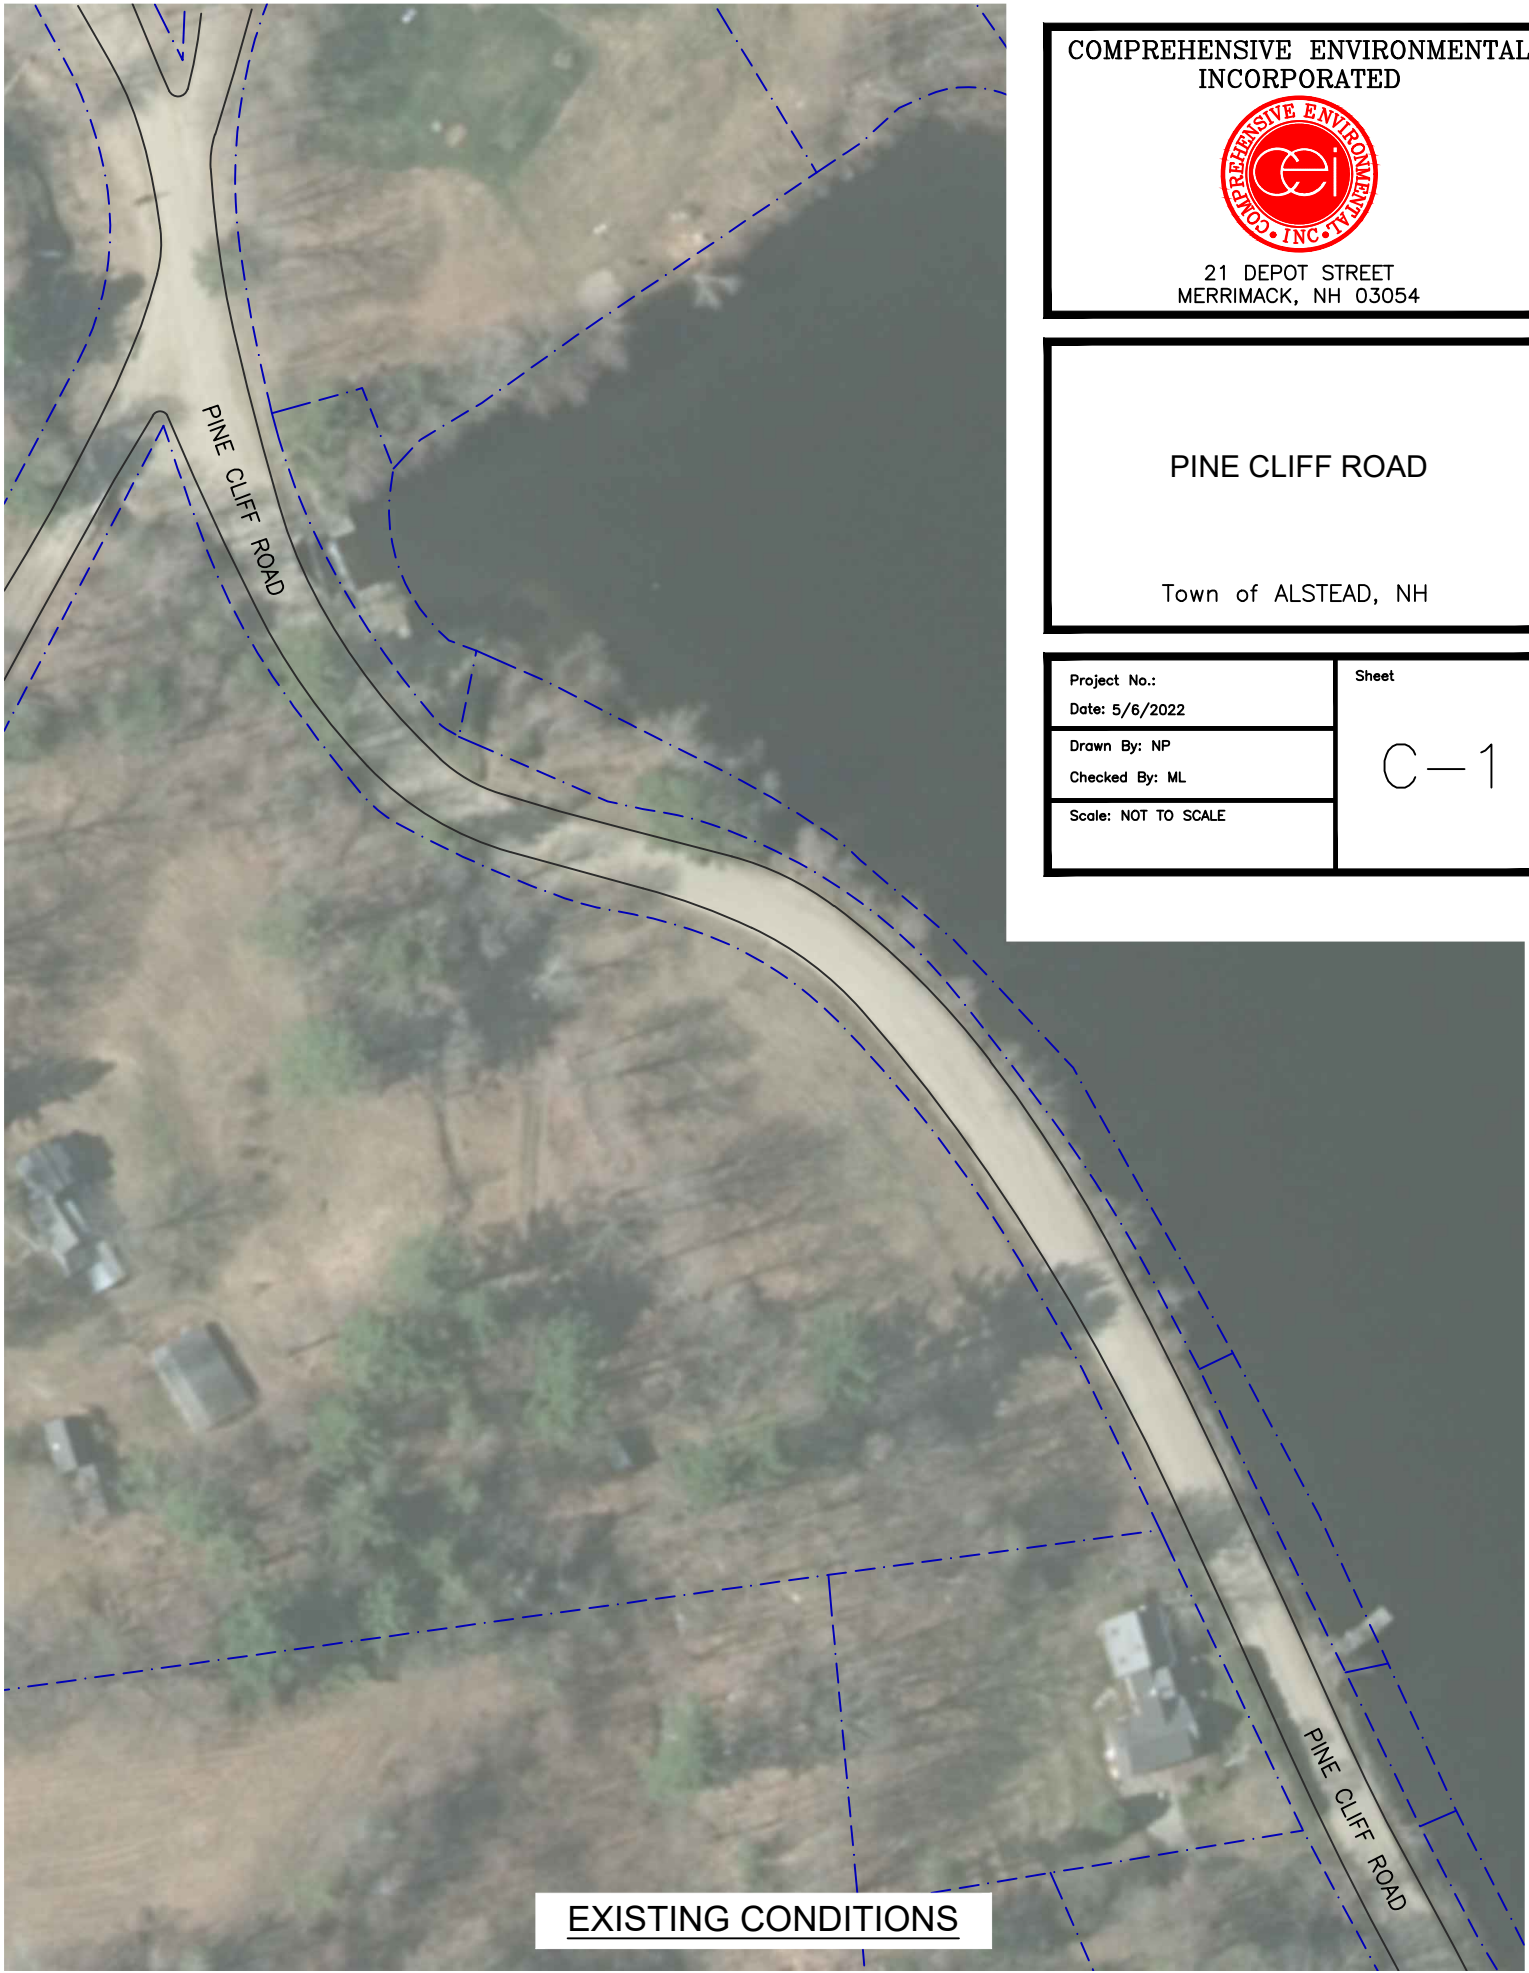 COMPREHENSIVE ENVIRONMENTAL
INCORPORATED
COMPREHENSIVE ENVIRONMENTAL
• INC •
cei
21 DEPOT STREET
MERRIMACK, NH 03054
PINE CLIFF ROAD
Town of ALSTEAD, NH
Project No.:
Date: 5/6/2022
Drawn By: NP
Checked By: ML
Scale: NOT TO SCALE
Sheet
C-1
PINE CLIFF ROAD
PINE CLIFF ROAD
EXISTING CONDITIONS